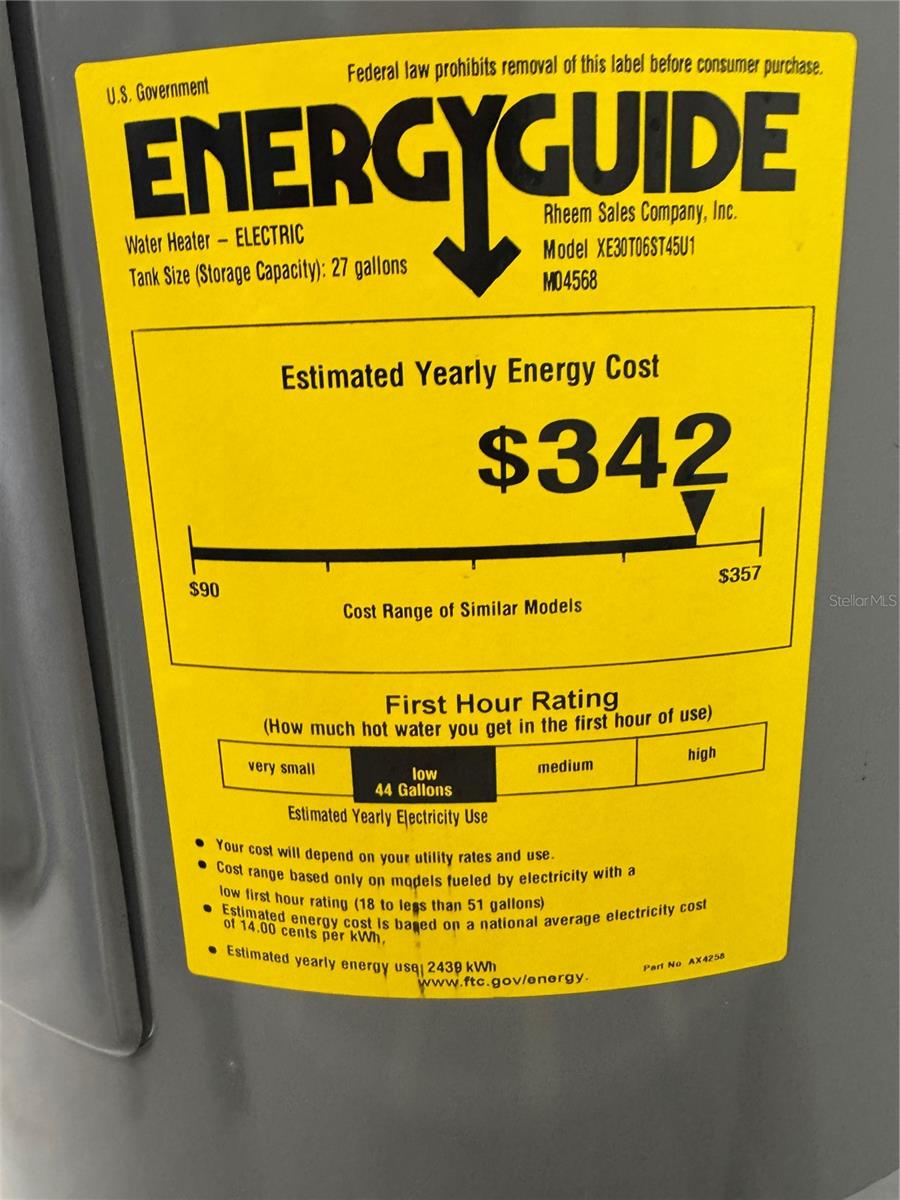 U.S. Government
Federal law prohibits removal of this label before consumer purchase.
ENERGYGUIDE
Water Heater – ELECTRIC
Tank Size (Storage Capacity): 27 gallons
Rheem Sales Company, Inc.
Model XE30T06ST45U1
M04568
Estimated Yearly Energy Cost
$342
$90
$357
Cost Range of Similar Models
StellarMLS
First Hour Rating
(How much hot water you get in the first hour of use)
very small
low
44 Gallons
medium
high
Estimated Yearly Electricity Use
• Your cost will depend on your utility rates and use.
• Cost range based only on models fueled by electricity with a
low first hour rating (18 to less than 51 gallons)
• Estimated energy cost is based on a national average electricity cost
of 14.00 cents per kWh.
• Estimated yearly energy use: 2439 kWh
www.ftc.gov/energy.
Part No AX4258